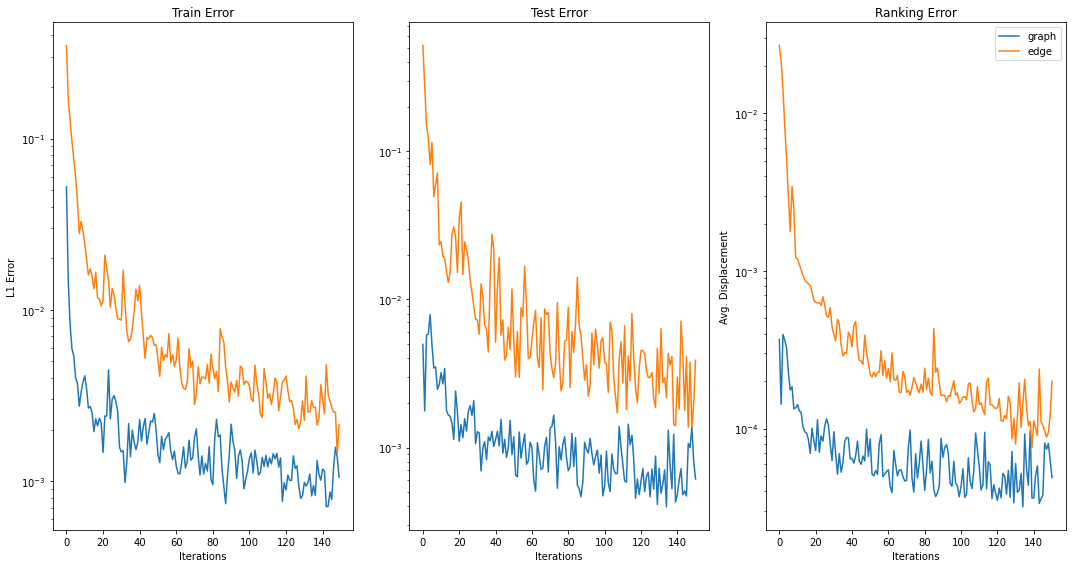 Train Error
L1 Error
10⁻¹
10⁻²
10⁻³
0 20 40 60 80 100 120 140
Iterations
Test Error
10⁻¹
10⁻²
10⁻³
0 20 40 60 80 100 120 140
Iterations
Ranking Error
graph
edge
Avg. Displacement
10⁻²
10⁻³
10⁻⁴
0 20 40 60 80 100 120 140
Iterations